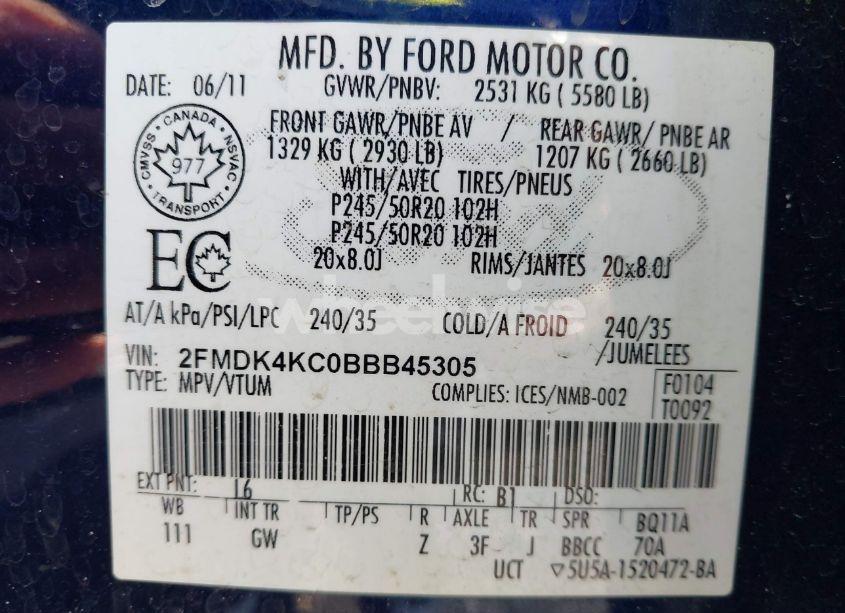 MFD. BY FORD MOTOR CO.
DATE: 06/11 GVWR/PNBV: 2531 KG ( 5580 LB)
FRONT GAWR/PNBE AV / REAR GAWR/ PNBE AR
1329 KG ( 2930 LB) 1207 KG ( 2660 LB)
WITH/AVEC TIRES/PNEUS
P245/50R20 102H
P245/50R20 102H
20x8.0J RIMS/JANTES 20x8.0J
CANADA
CMVSS NSVAC
977
TRANSPORT
EC
wheelwise
AT/A kPa/PSI/LPC 240/35 COLD/A FROID 240/35
/JUMELEES
VIN: 2FMDK4KC0BBB45305
TYPE: MPV/VTUM COMPLIES: ICES/NMB-002
F0104
T0092
EXT PNT: J6 RC: B1 DSO:
WB INT TR TP/PS R AXLE TR SPR BQ11A
111 GW Z 3F J BBCC 70A
UCT ▽5U5A-1520472-BA